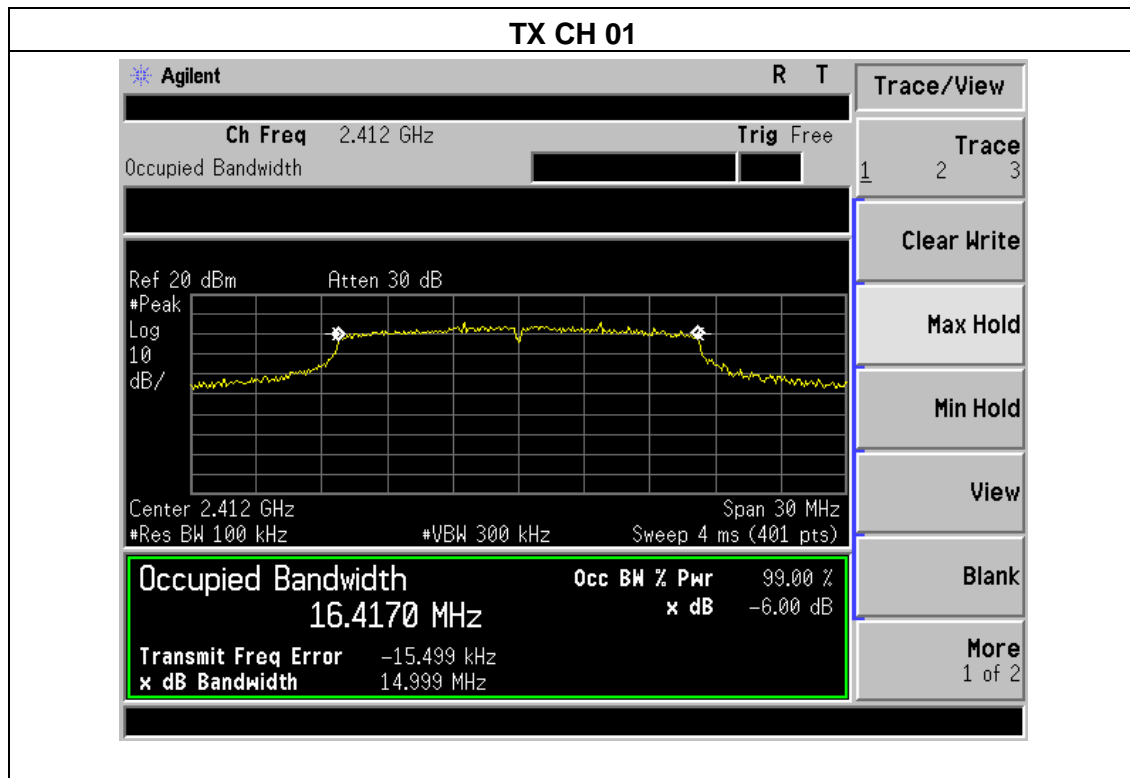 TX CH 01
Agilent R T
Trace/View
Ch Freq 2.412 GHz Trig Free
Occupied Bandwidth
Trace
1 2 3
Clear Write
Ref 20 dBm Atten 30 dB
#Peak
Log
10
dB/
Max Hold
Min Hold
Center 2.412 GHz Span 30 MHz
#Res BW 100 kHz #VBW 300 kHz Sweep 4 ms (401 pts)
View
Occupied Bandwidth Occ BW % Pwr 99.00 %
16.4170 MHz x dB -6.00 dB
Blank
Transmit Freq Error -15.499 kHz
x dB Bandwidth 14.999 MHz
More
1 of 2